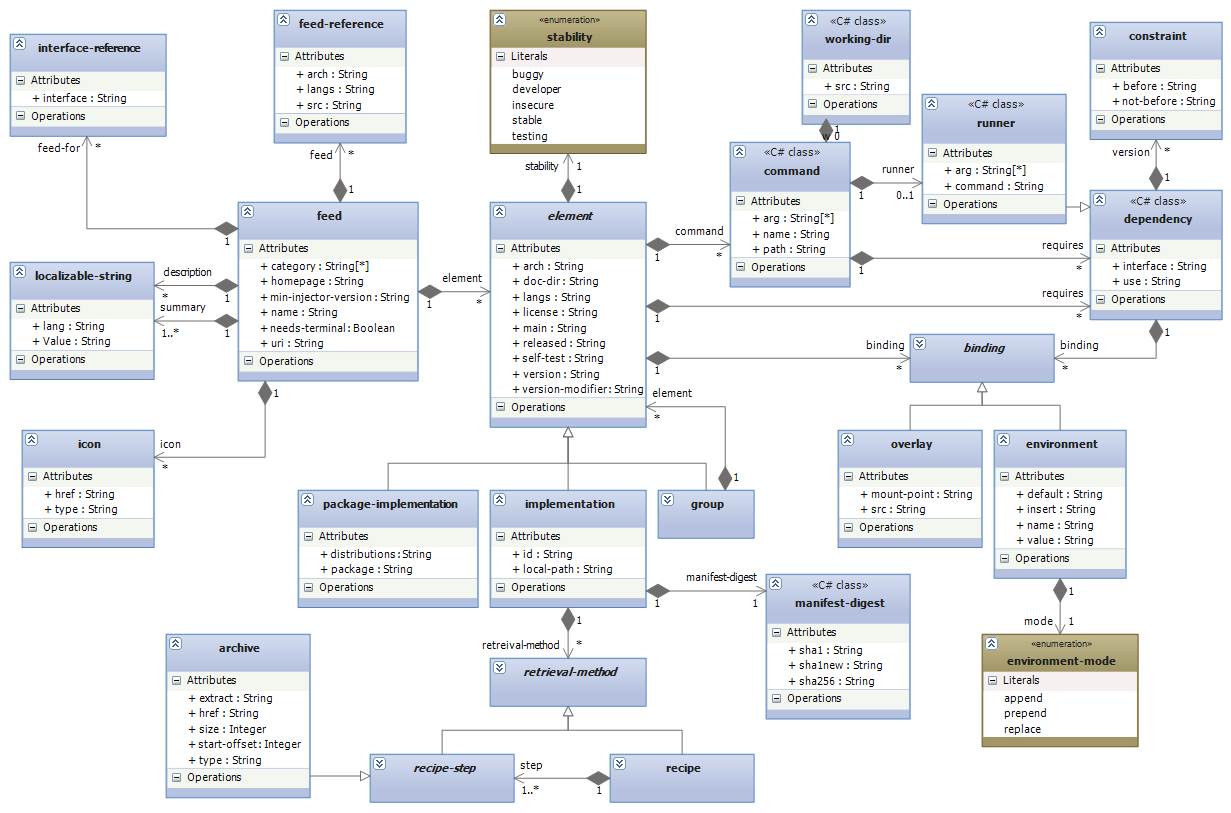 interface-reference
Attributes
+ interface : String
Operations
feed-for
*
feed-reference
Attributes
+ arch : String
+ langs : String
+ src : String
Operations
feed
*
1
«enumeration»
stability
Literals
buggy
developer
insecure
stable
testing
stability
1
1
«C# class»
working-dir
Attributes
+ src : String
Operations
1
0
«C# class»
runner
Attributes
+ arg : String[*]
+ command : String
Operations
constraint
Attributes
+ before : String
+ not-before : String
Operations
version
*
1
«C# class»
command
Attributes
+ arg : String[*]
+ name : String
+ path : String
Operations
runner
1
0..1
requires
1
*
«C# class»
dependency
Attributes
+ interface : String
+ use : String
Operations
feed
Attributes
+ category : String[*]
+ homepage : String
+ min-injector-version : String
+ name : String
+ needs-terminal : Boolean
+ uri : String
Operations
1
localizable-string
Attributes
+ lang : String
+ Value : String
Operations
description
*
1
summary
1..*
1
element
1
*
element
Attributes
+ arch : String
+ doc-dir : String
+ langs : String
+ license : String
+ main : String
+ released : String
+ self-test : String
+ version : String
+ version-modifier : String
Operations
command
1
*
requires
1
*
binding
1
*
binding
binding
*
1
element
*
1
icon
Attributes
+ href : String
+ type : String
Operations
icon
*
1
package-implementation
Attributes
+ distributions : String
+ package : String
Operations
implementation
Attributes
+ id : String
+ local-path : String
Operations
group
overlay
Attributes
+ mount-point : String
+ src : String
Operations
environment
Attributes
+ default : String
+ insert : String
+ name : String
+ value : String
Operations
manifest-digest
1
1
«C# class»
manifest-digest
Attributes
+ sha1 : String
+ sha1new : String
+ sha256 : String
Operations
mode
1
1
«enumeration»
environment-mode
Literals
append
prepend
replace
retreival-method
1
*
retrieval-method
archive
Attributes
+ extract : String
+ href : String
+ size : Integer
+ start-offset : Integer
+ type : String
Operations
recipe-step
step
1..*
1
recipe